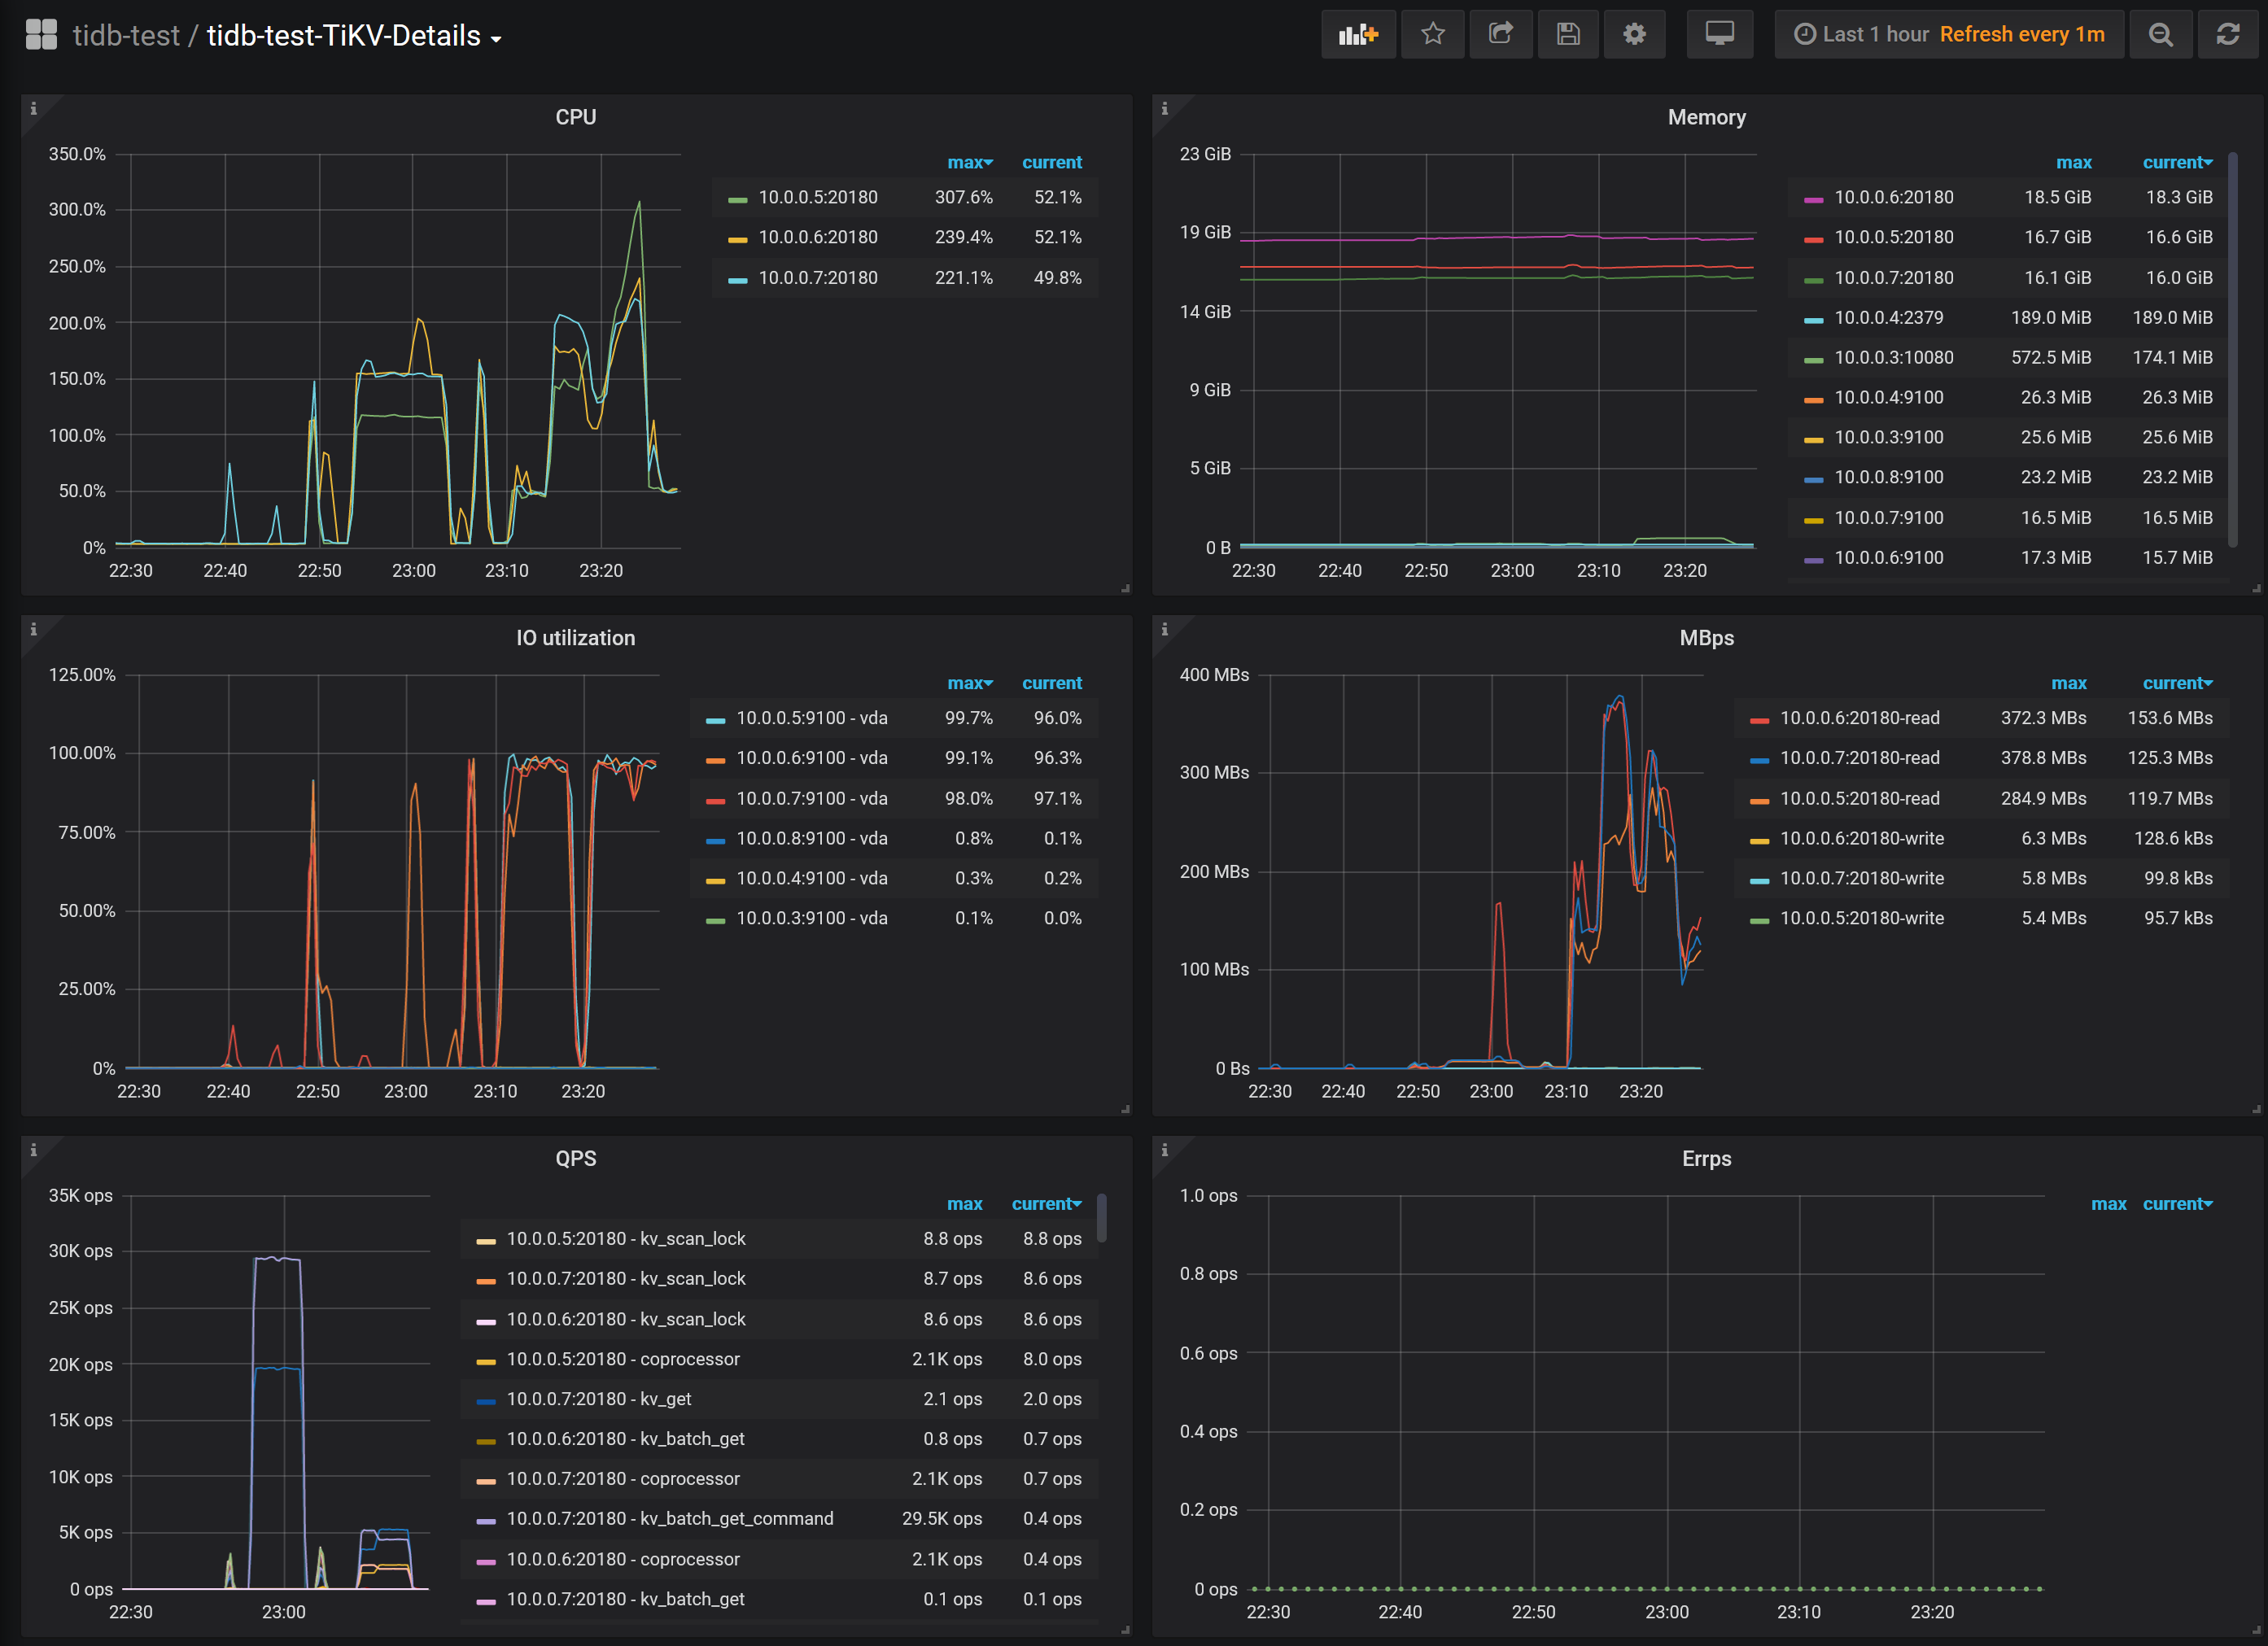 tidb-test / tidb-test-TiKV-Details
Last 1 hour Refresh every 1m
CPU
350.0%
300.0%
250.0%
200.0%
150.0%
100.0%
50.0%
0%
22:30 22:40 22:50 23:00 23:10 23:20
max current
10.0.0.5:20180 307.6% 52.1%
10.0.0.6:20180 239.4% 52.1%
10.0.0.7:20180 221.1% 49.8%
Memory
23 GiB
19 GiB
14 GiB
9 GiB
5 GiB
0 B
22:30 22:40 22:50 23:00 23:10 23:20
max current
10.0.0.6:20180 18.5 GiB 18.3 GiB
10.0.0.5:20180 16.7 GiB 16.6 GiB
10.0.0.7:20180 16.1 GiB 16.0 GiB
10.0.0.4:2379 189.0 MiB 189.0 MiB
10.0.0.3:10080 572.5 MiB 174.1 MiB
10.0.0.4:9100 26.3 MiB 26.3 MiB
10.0.0.3:9100 25.6 MiB 25.6 MiB
10.0.0.8:9100 23.2 MiB 23.2 MiB
10.0.0.7:9100 16.5 MiB 16.5 MiB
10.0.0.6:9100 17.3 MiB 15.7 MiB
IO utilization
125.00%
100.00%
75.00%
50.00%
25.00%
0%
22:30 22:40 22:50 23:00 23:10 23:20
max current
10.0.0.5:9100 - vda 99.7% 96.0%
10.0.0.6:9100 - vda 99.1% 96.3%
10.0.0.7:9100 - vda 98.0% 97.1%
10.0.0.8:9100 - vda 0.8% 0.1%
10.0.0.4:9100 - vda 0.3% 0.2%
10.0.0.3:9100 - vda 0.1% 0.0%
MBps
400 MBs
300 MBs
200 MBs
100 MBs
0 Bs
22:30 22:40 22:50 23:00 23:10 23:20
max current
10.0.0.6:20180-read 372.3 MBs 153.6 MBs
10.0.0.7:20180-read 378.8 MBs 125.3 MBs
10.0.0.5:20180-read 284.9 MBs 119.7 MBs
10.0.0.6:20180-write 6.3 MBs 128.6 kBs
10.0.0.7:20180-write 5.8 MBs 99.8 kBs
10.0.0.5:20180-write 5.4 MBs 95.7 kBs
QPS
35K ops
30K ops
25K ops
20K ops
15K ops
10K ops
5K ops
0 ops
22:30 23:00
max current
10.0.0.5:20180 - kv_scan_lock 8.8 ops 8.8 ops
10.0.0.7:20180 - kv_scan_lock 8.7 ops 8.6 ops
10.0.0.6:20180 - kv_scan_lock 8.6 ops 8.6 ops
10.0.0.5:20180 - coprocessor 2.1K ops 8.0 ops
10.0.0.7:20180 - kv_get 2.1 ops 2.0 ops
10.0.0.6:20180 - kv_batch_get 0.8 ops 0.7 ops
10.0.0.7:20180 - coprocessor 2.1K ops 0.7 ops
10.0.0.7:20180 - kv_batch_get_command 29.5K ops 0.4 ops
10.0.0.6:20180 - coprocessor 2.1K ops 0.4 ops
10.0.0.7:20180 - kv_batch_get 0.1 ops 0.1 ops
Errps
1.0 ops
0.8 ops
0.6 ops
0.4 ops
0.2 ops
0 ops
22:30 22:40 22:50 23:00 23:10 23:20
max current